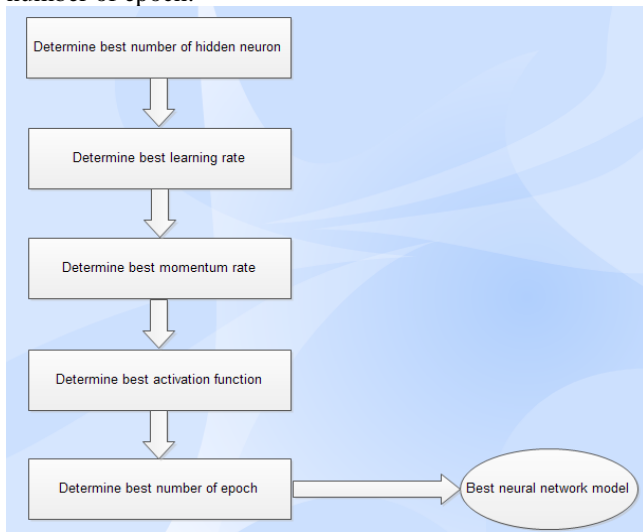 number of epoch.
Determine best number of hidden neuron
Determine best learning rate
Determine best momentum rate
Determine best activation function
Determine best number of epoch
Best neural network model